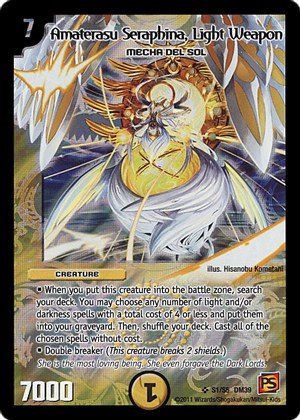 7
Amaterasu Seraphina, Light Weapon
MECHA DEL SOL
illus. Hisanobu Kometani
CREATURE
■ When you put this creature into the battle zone, search
your deck. You may choose any number of light and/or
darkness spells with a total cost of 4 or less and put them
into your graveyard. Then, shuffle your deck. Cast all of the
chosen spells without cost.
■ Double breaker (This creature breaks 2 shields.)
She is the most loving being. She even forgave the Dark Lords.
7000
1
S1/S5 DM39
PS
©2011 Wizards/Shogakukan/Mitsui-Kids